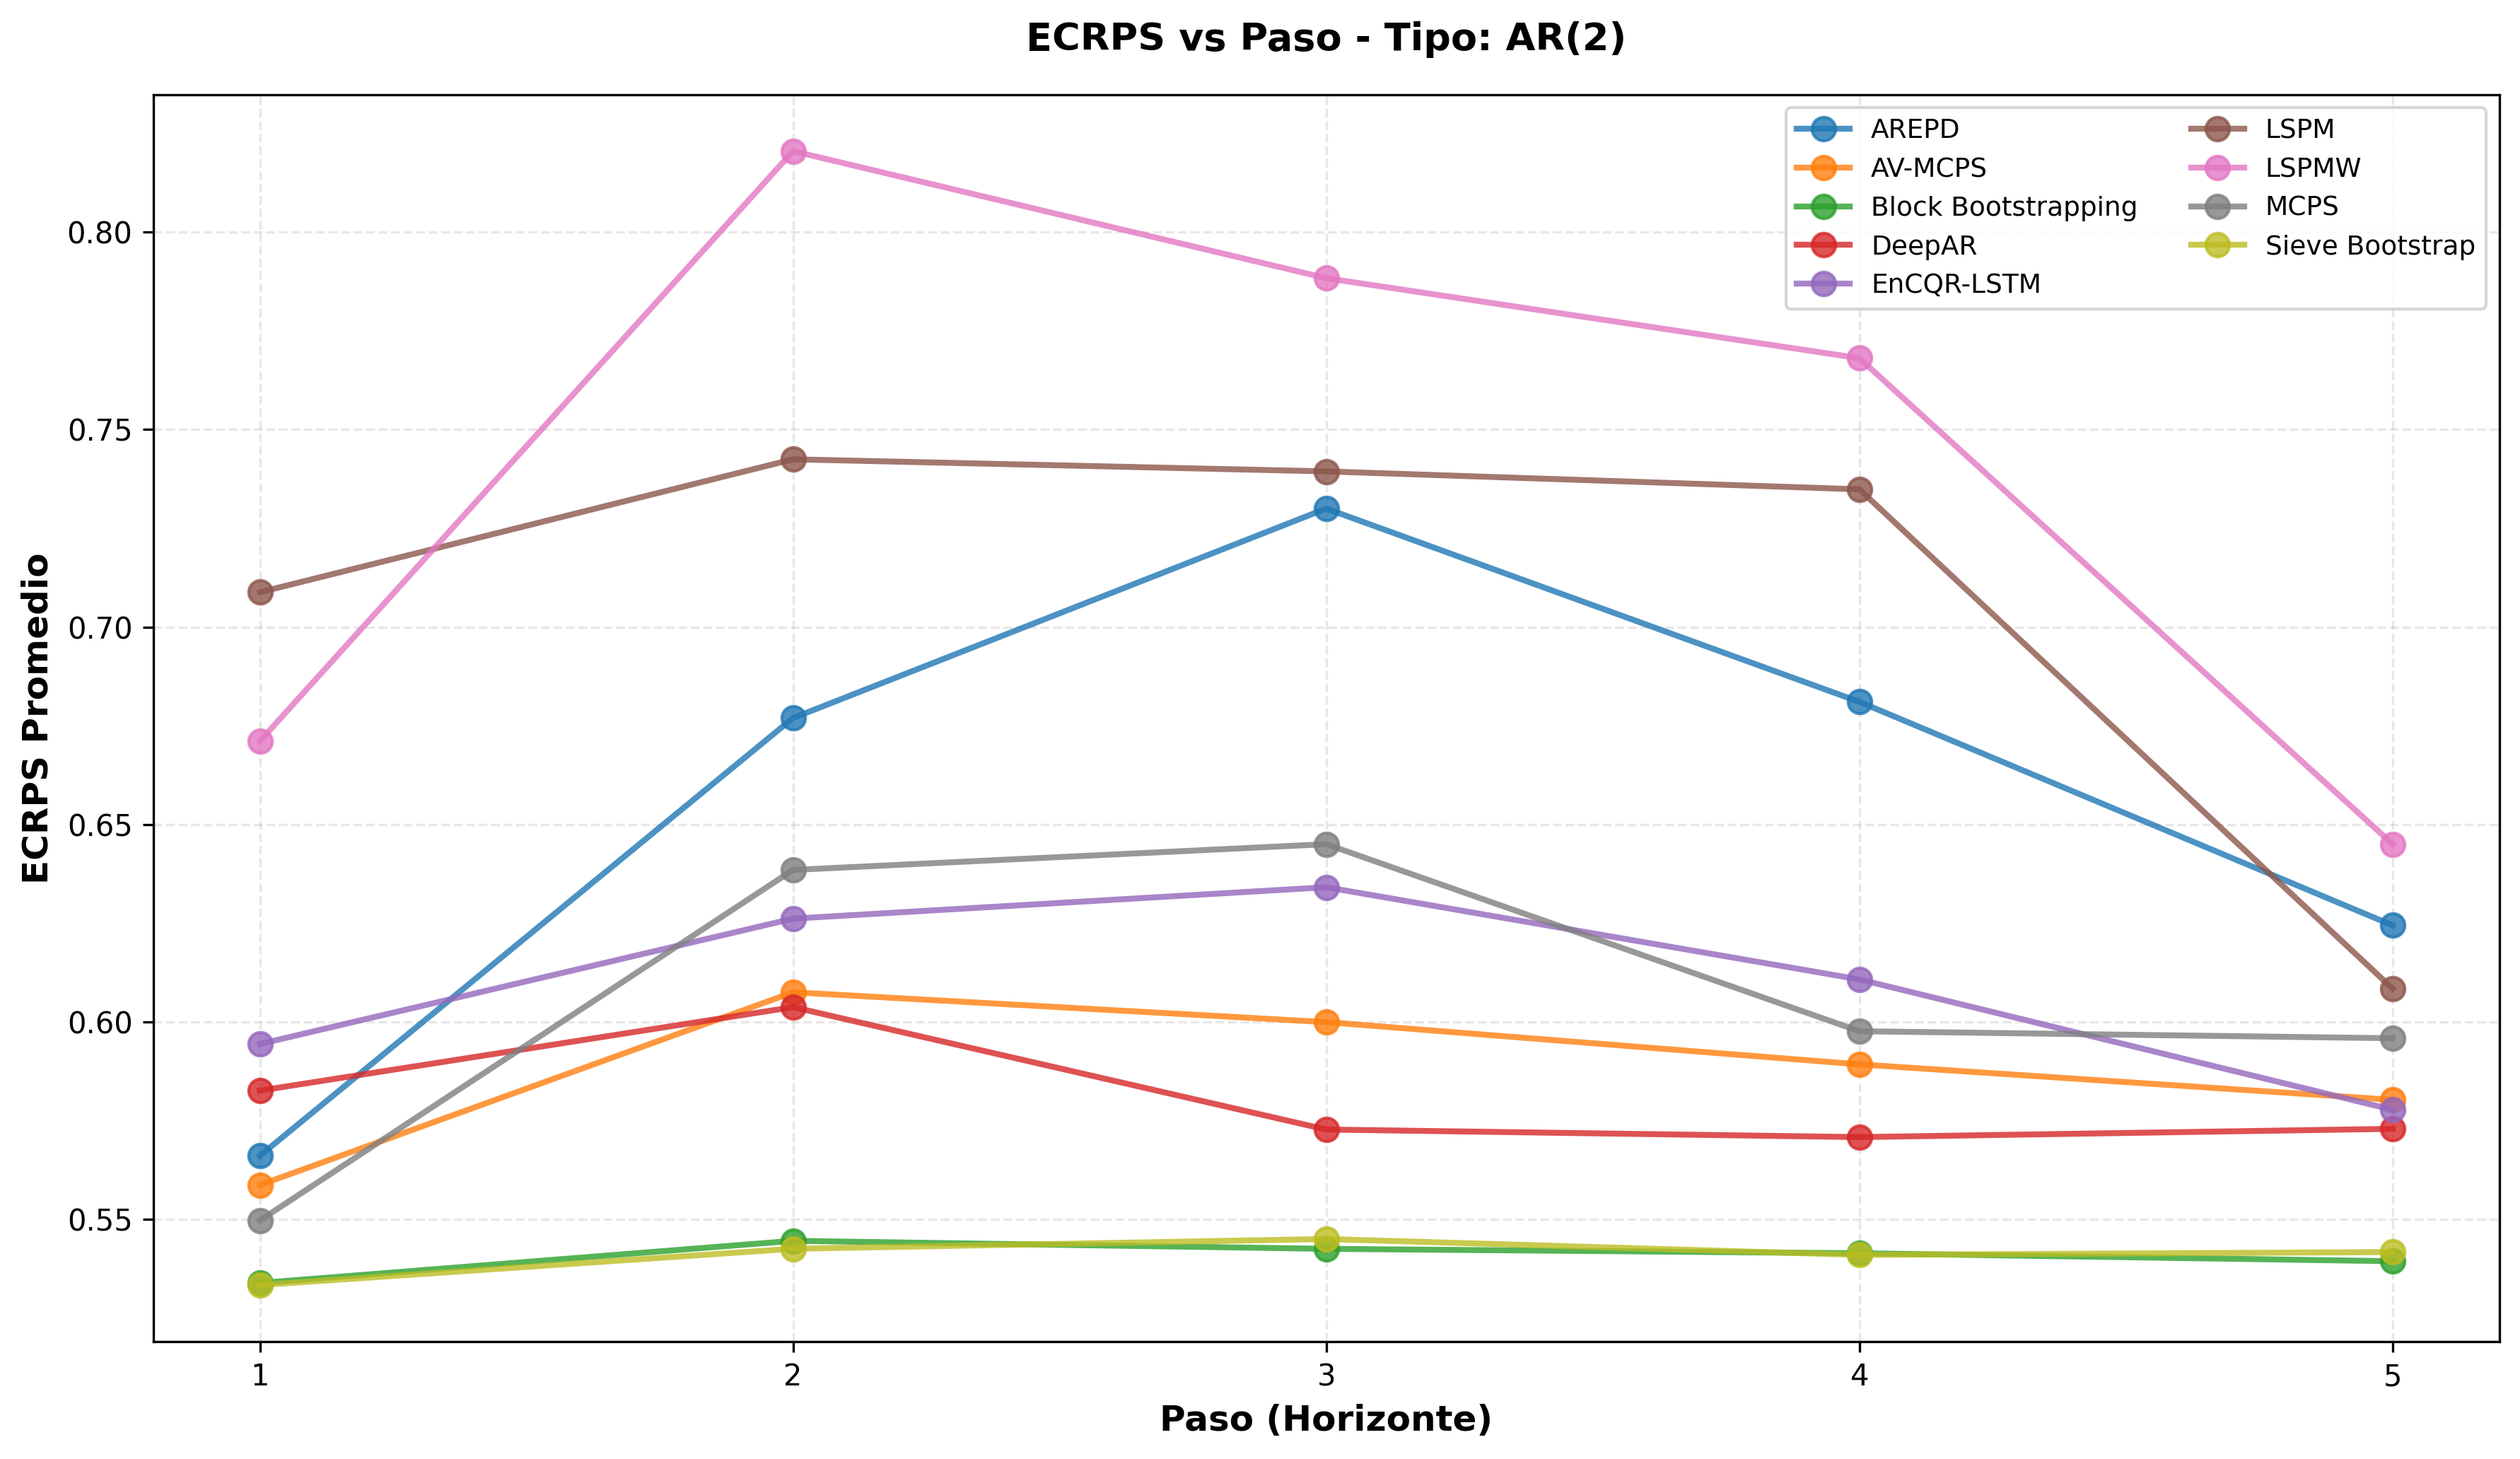 ECRPS vs Paso - Tipo: AR(2)
ECRPS Promedio
0.80
0.75
0.70
0.65
0.60
0.55
1
2
3
4
5
Paso (Horizonte)
AREPD
AV-MCPS
Block Bootstrapping
DeepAR
EnCQR-LSTM
LSPM
LSPMW
MCPS
Sieve Bootstrap